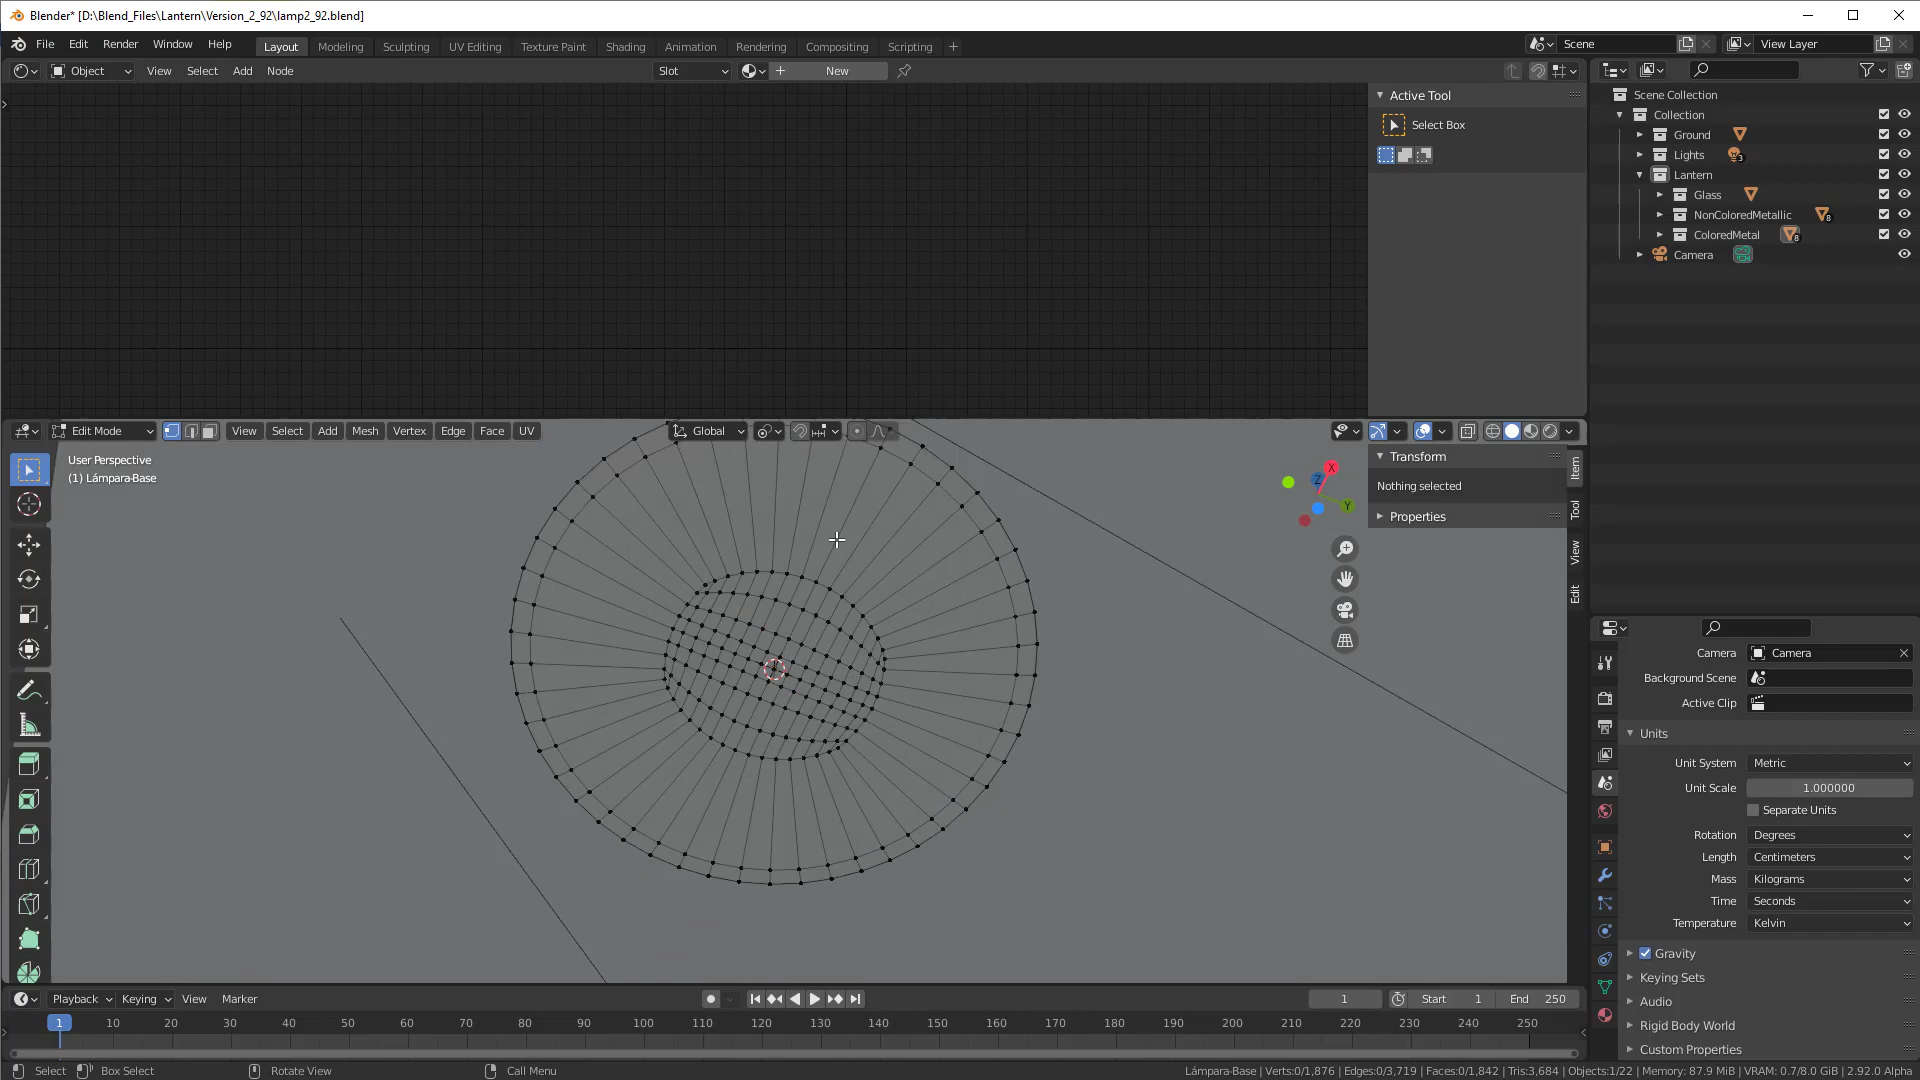 Blender* [D:\Blend_Files\Lantern\Version_2_92\lamp2_92.blend]
File Edit Render Window Help Layout Modeling Sculpting UV Editing Texture Paint Shading Animation Rendering Compositing Scripting + Scene View Layer
Object View Select Add Node Slot New
Active Tool
Select Box
Scene Collection
Collection
Ground
Lights 3
Lantern
Glass
NonColoredMetallic 8
ColoredMetal 8
Camera
Edit Mode View Select Add Mesh Vertex Edge Face UV Global
User Perspective
(1) Lámpara-Base
Transform
Nothing selected
Properties
Item
Tool
View
Edit
X
Z
Y
Camera Camera
Background Scene
Active Clip
Units
Unit System Metric
Unit Scale 1.000000
Separate Units
Rotation Degrees
Length Centimeters
Mass Kilograms
Time Seconds
Temperature Kelvin
Gravity
Keying Sets
Audio
Rigid Body World
Custom Properties
Playback Keying View Marker 1 Start 1 End 250
1 10 20 30 40 50 60 70 80 90 100 110 120 130 140 150 160 170 180 190 200 210 220 230 240 250
Select Box Select Rotate View Call Menu Lámpara-Base | Verts:0/1,876 | Edges:0/3,719 | Faces:0/1,842 | Tris:3,684 | Objects:1/22 | Memory: 87.9 MiB | VRAM: 0.7/8.0 GiB | 2.92.0 Alpha